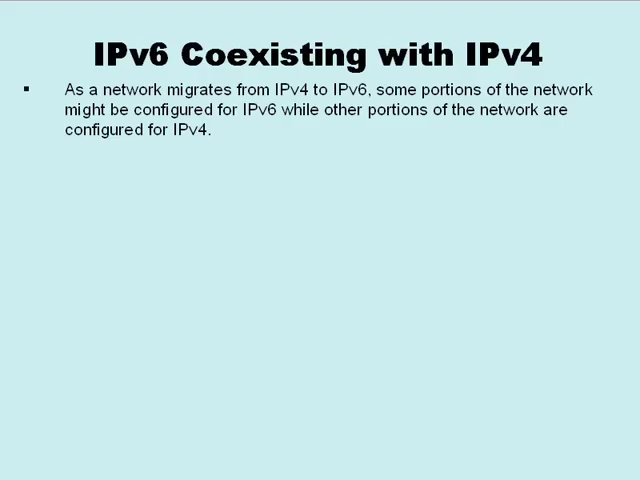 IPv6 Coexisting with IPv4
▪ As a network migrates from IPv4 to IPv6, some portions of the network
might be configured for IPv6 while other portions of the network are
configured for IPv4.